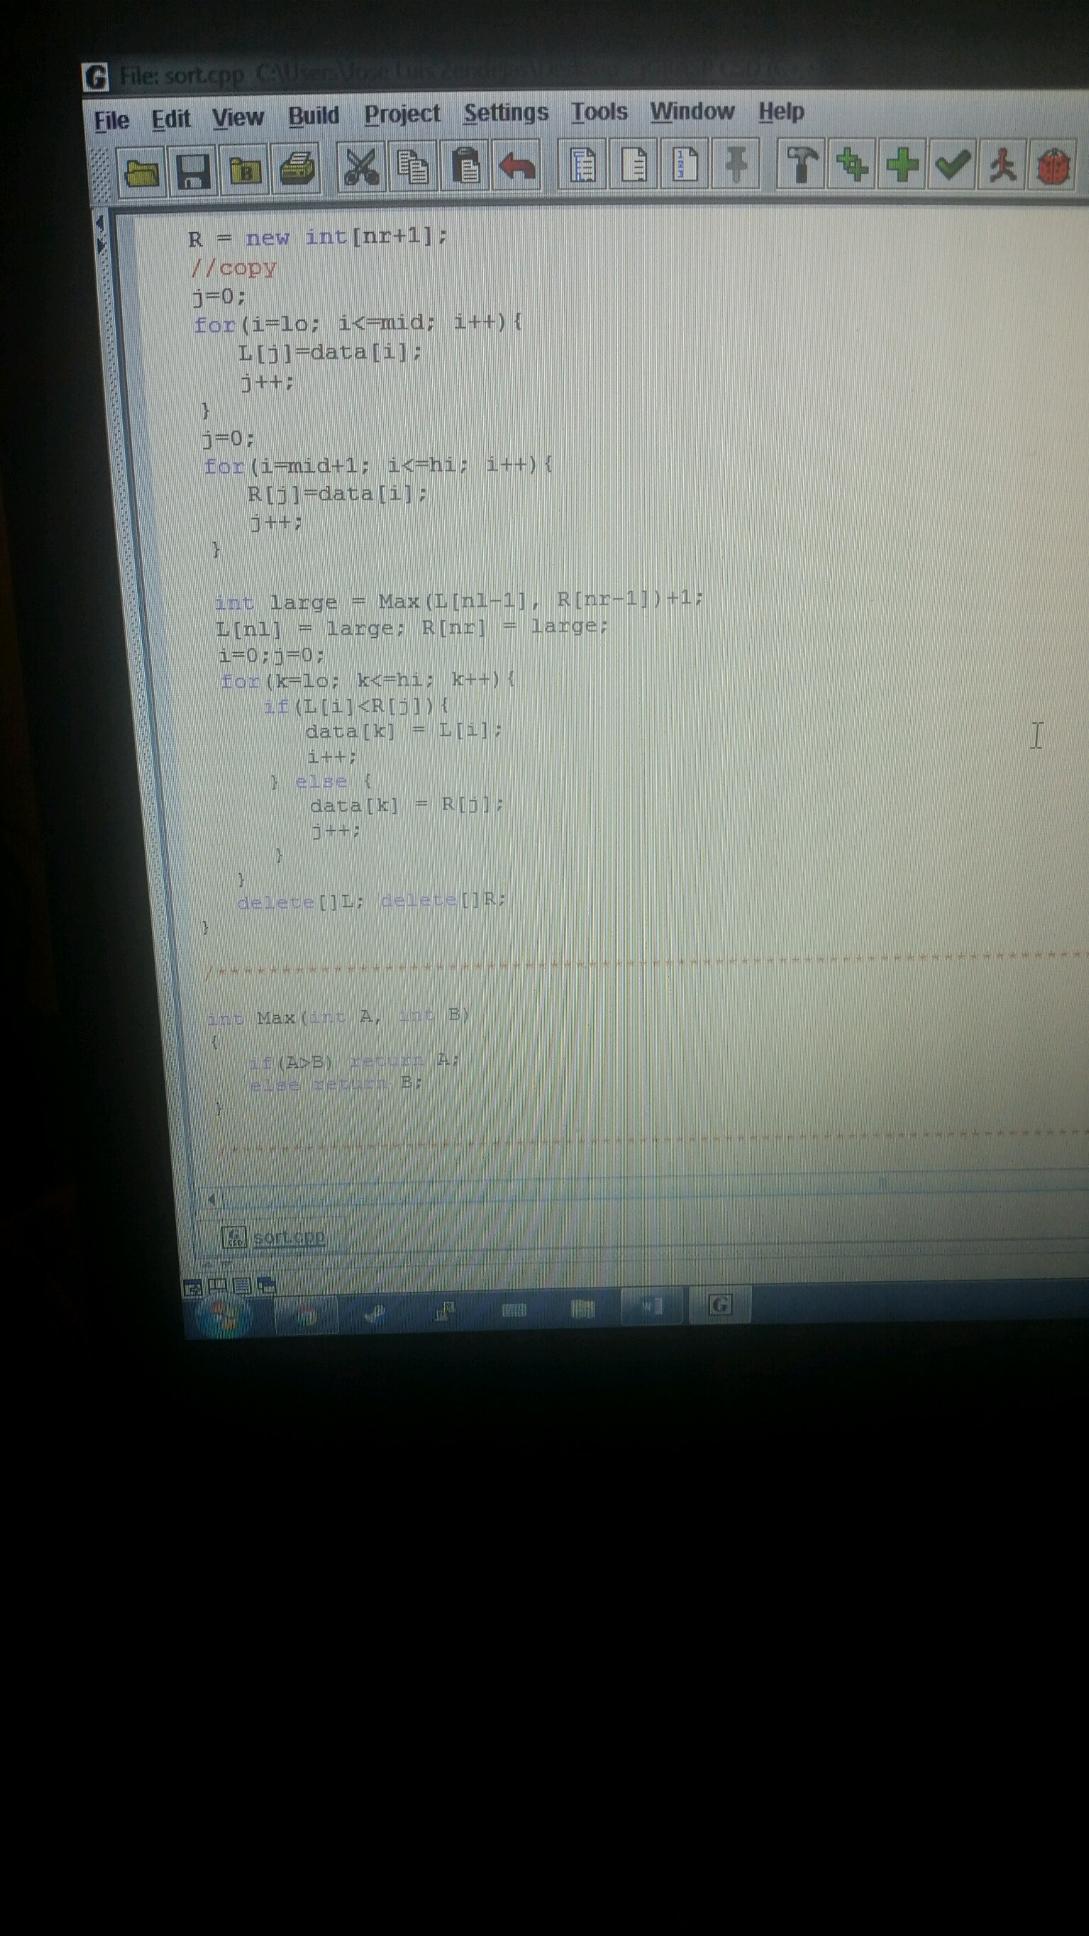 G File: sort.cpp C:\Users\Jose Luis
File Edit View Build Project Settings Tools Window Help
R = new int[nr+1];
//copy
j=0;
for(i=lo; i<=mid; i++){
L[j]=data[i];
j++;
}
j=0;
for(i=mid+1; i<=hi; i++){
R[j]=data[i];
j++;
}
int large = Max(L[nl-1], R[nr-1])+1;
L[nl] = large; R[nr] = large;
i=0;j=0;
for(k=lo; k<=hi; k++){
if(L[i]<R[j]){
data[k] = L[i];
i++;
} else {
data[k] = R[j];
j++;
}
}
delete[]L; delete[]R;
}
int Max(int A, int B)
{
if(A>B) return A;
else return B;
}
sort.cpp
G